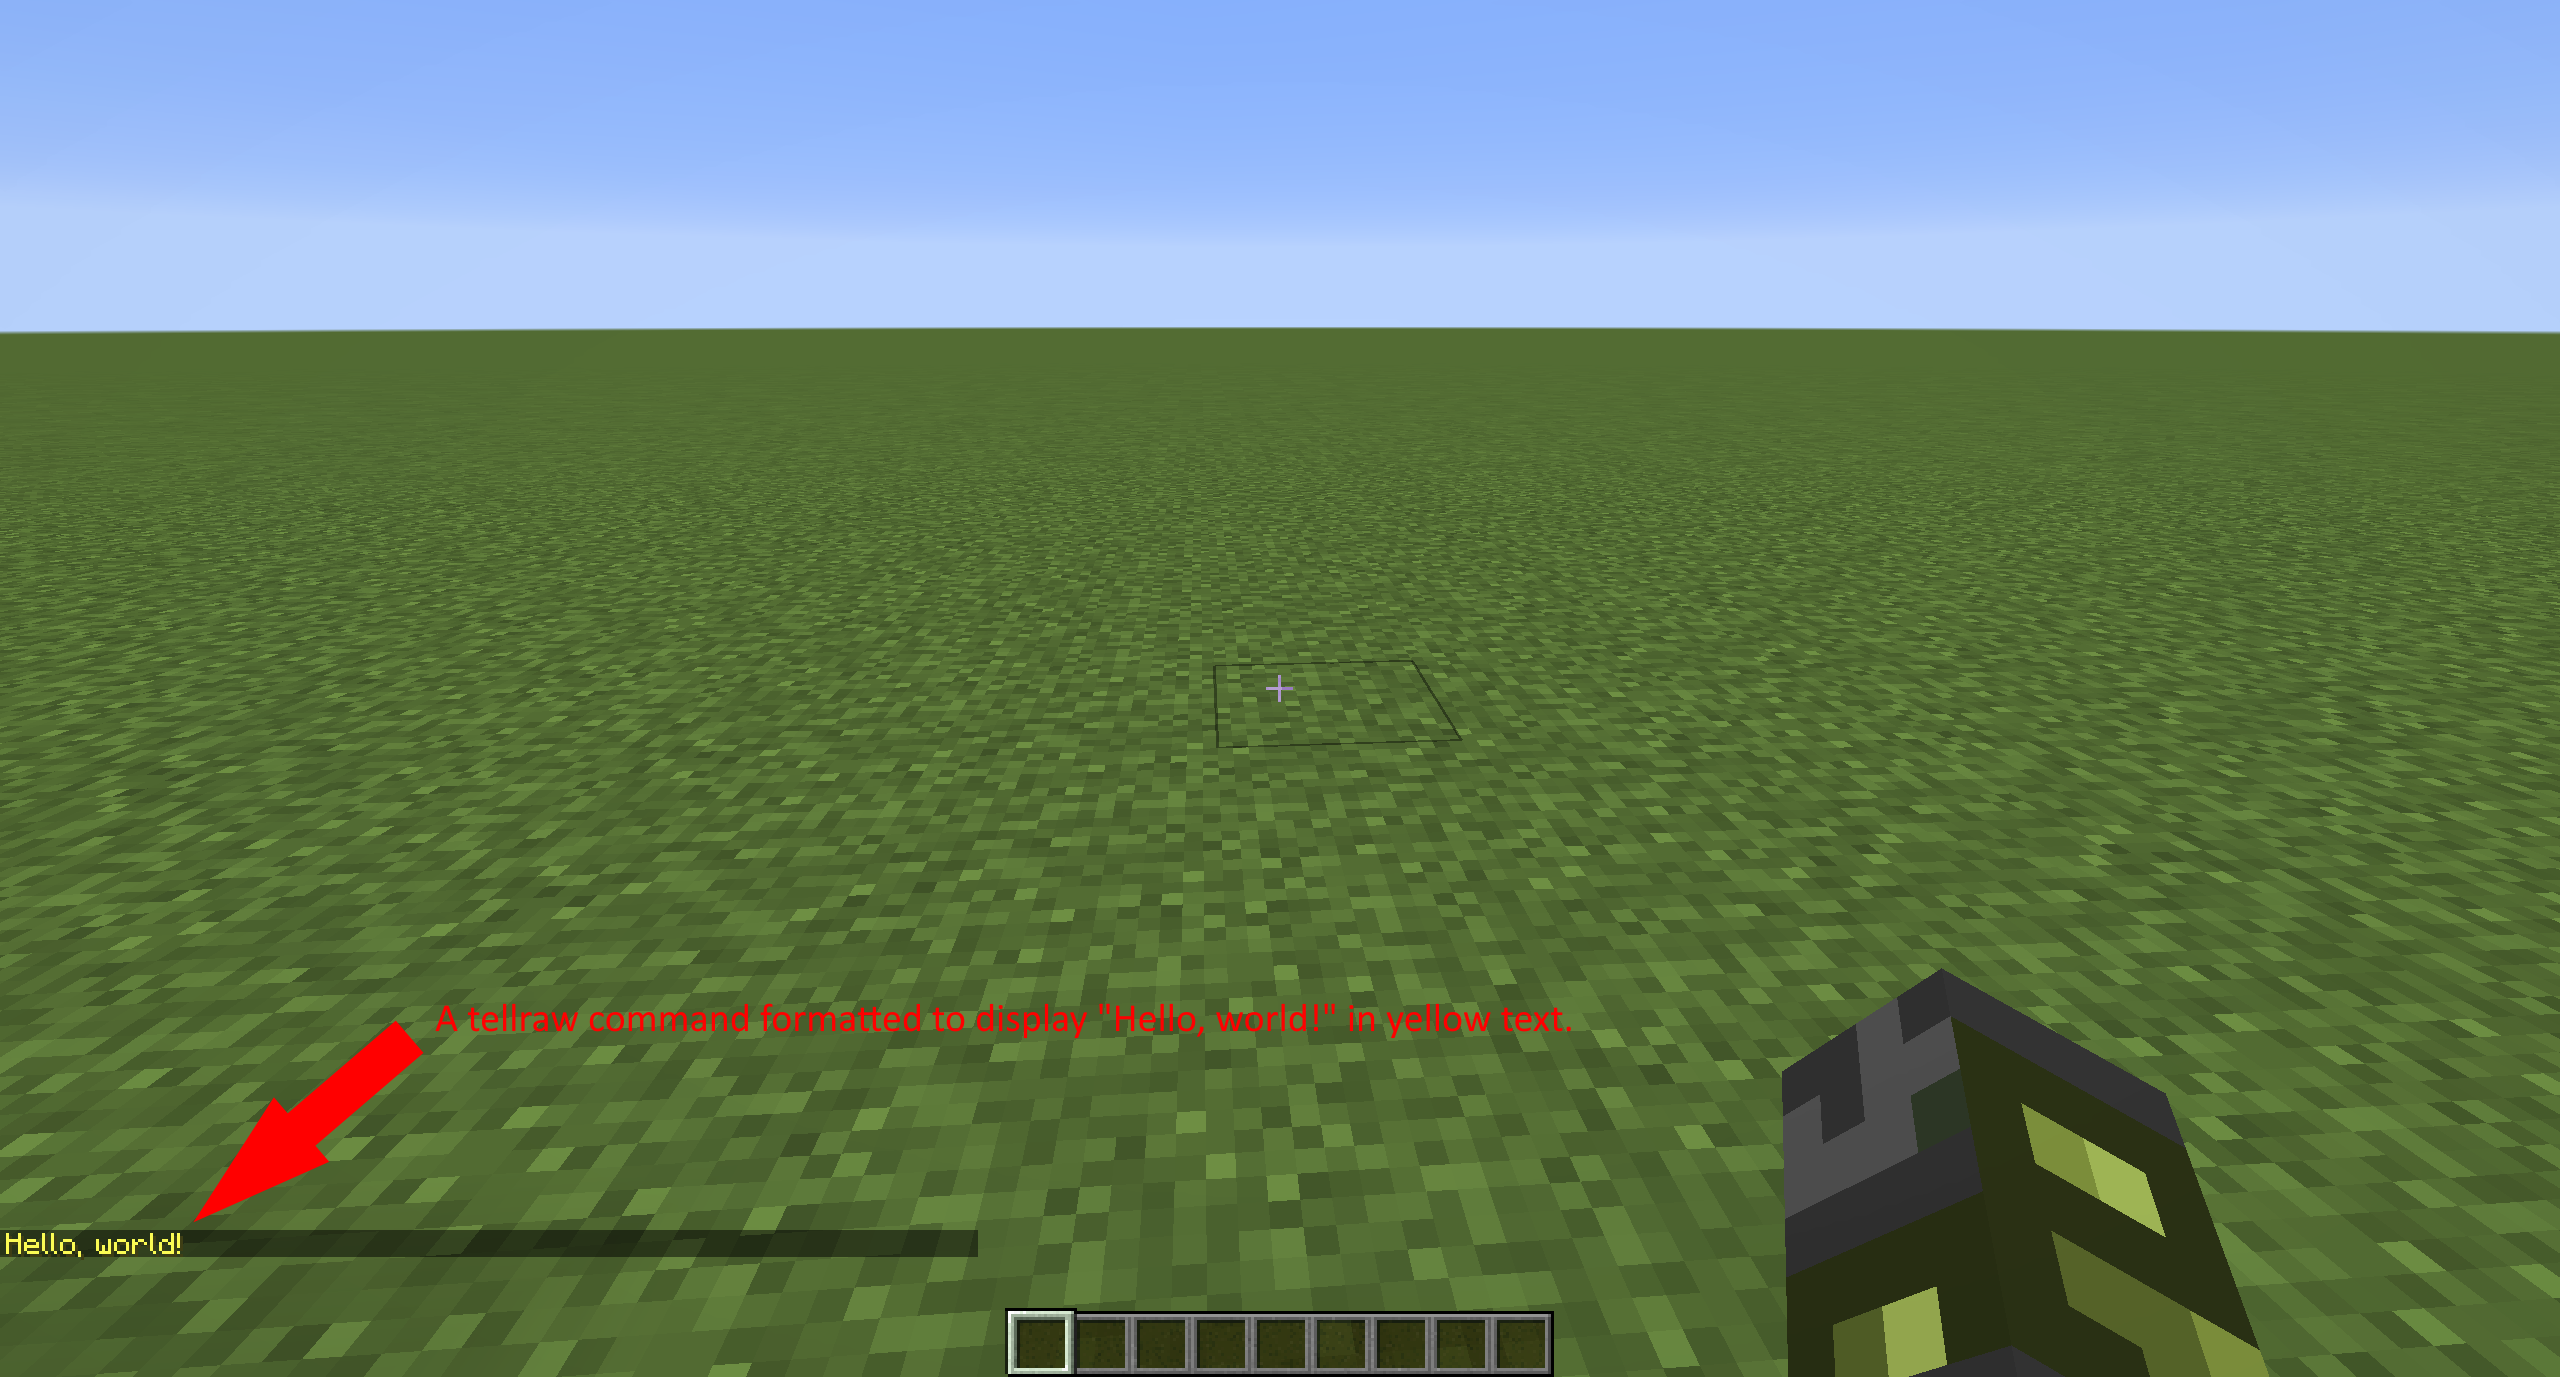 A tellraw command formatted to display "Hello, world!" in yellow text.
Hello, world!